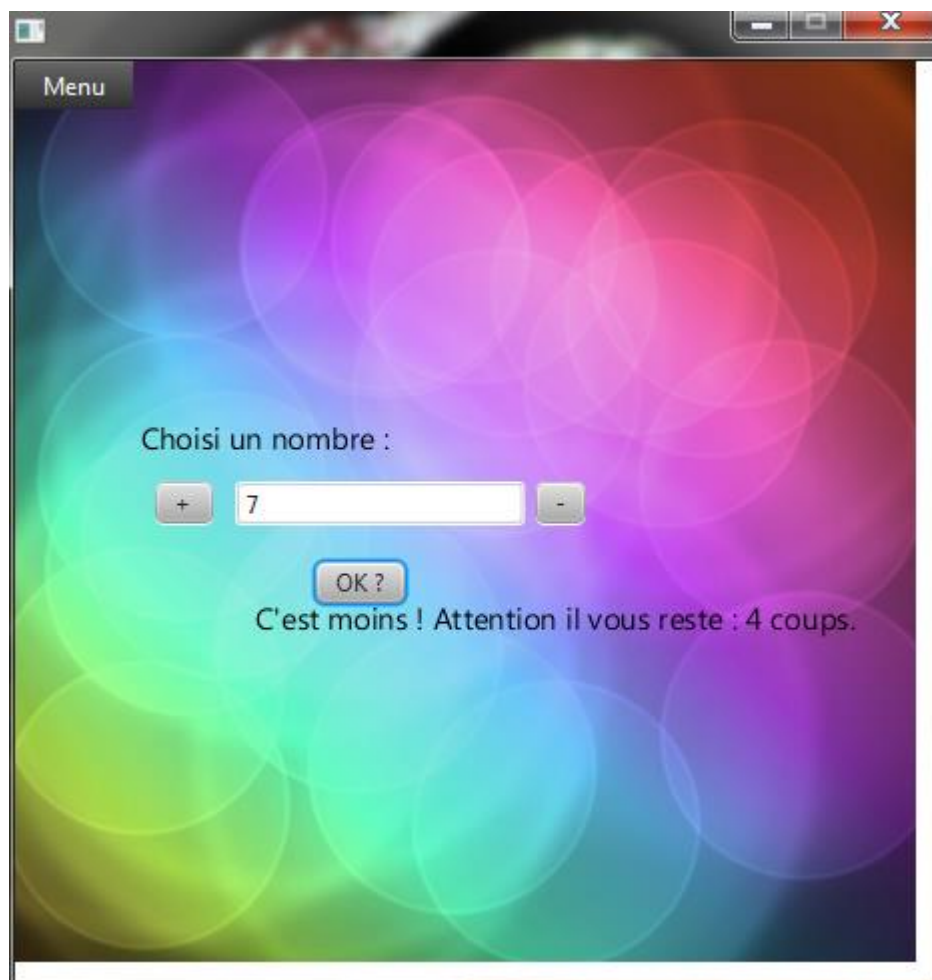 Menu
Choisi un nombre :
+ 7 -
OK ?
C'est moins ! Attention il vous reste : 4 coups.